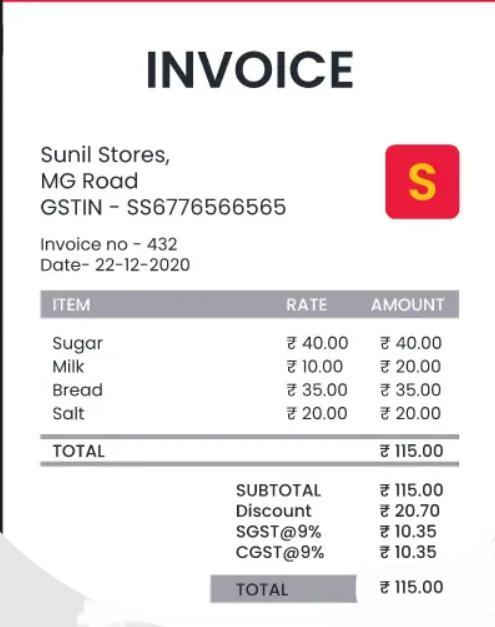 INVOICE
Sunil Stores,
MG Road
GSTIN - SS6776566565
S
Invoice no - 432
Date- 22-12-2020
ITEM RATE AMOUNT
Sugar ₹ 40.00 ₹ 40.00
Milk ₹ 10.00 ₹ 20.00
Bread ₹ 35.00 ₹ 35.00
Salt ₹ 20.00 ₹ 20.00
TOTAL ₹ 115.00
SUBTOTAL ₹ 115.00
Discount ₹ 20.70
SGST@9% ₹ 10.35
CGST@9% ₹ 10.35
TOTAL ₹ 115.00